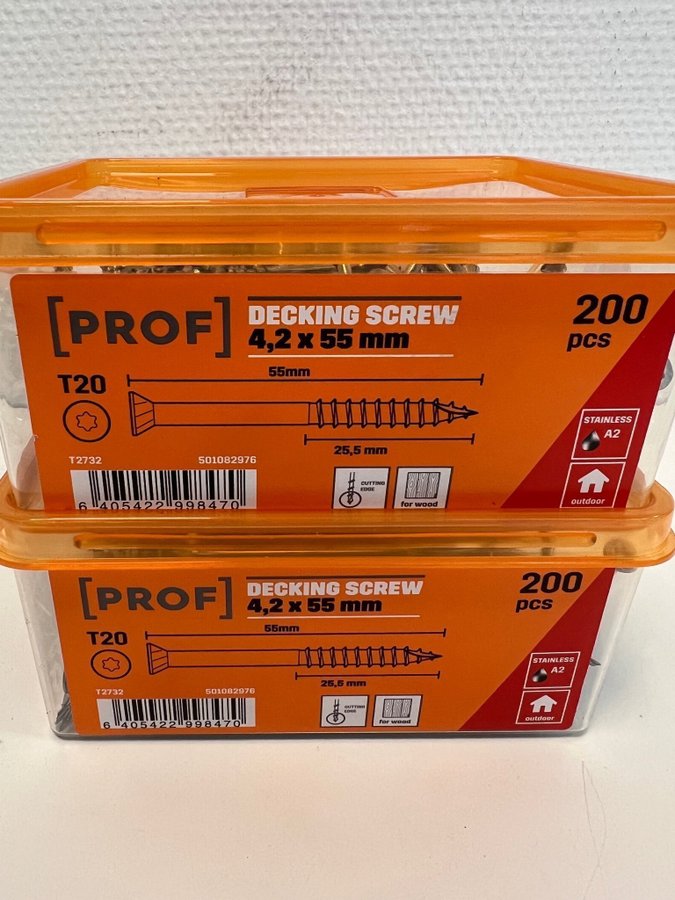 [PROF]
DECKING SCREW
4,2 x 55 mm
200
pcs
55mm
T20
25,5 mm
STAINLESS
A2
T2732
501082976
6 405422 998470
CUTTING
EDGE
for wood
outdoor
[PROF]
DECKING SCREW
4,2 x 55 mm
200
pcs
55mm
T20
25,5 mm
STAINLESS
A2
T2732
501082976
6 405422 998470
CUTTING
EDGE
for wood
outdoor